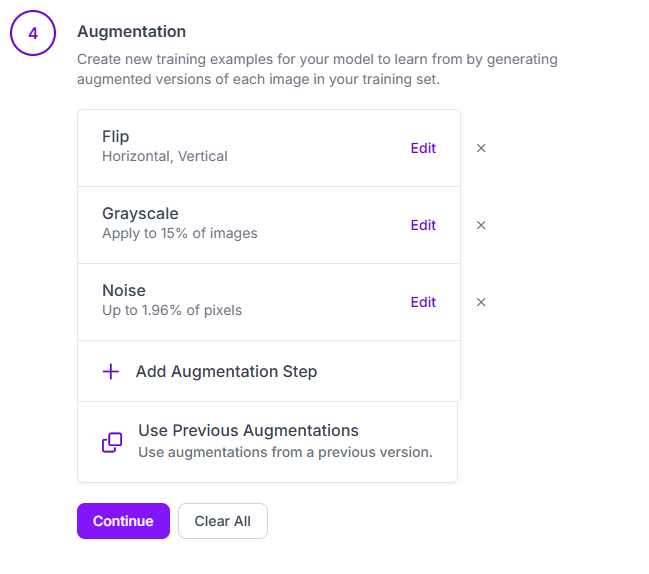 4
Augmentation
Create new training examples for your model to learn from by generating
augmented versions of each image in your training set.
Flip
Horizontal, Vertical
Edit
×
Grayscale
Apply to 15% of images
Edit
×
Noise
Up to 1.96% of pixels
Edit
×
+ Add Augmentation Step
Use Previous Augmentations
Use augmentations from a previous version.
Continue
Clear All